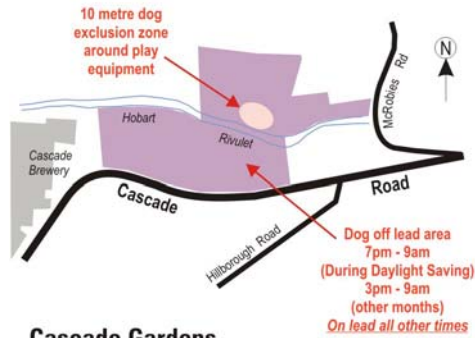 10 metre dog
exclusion zone
around play
equipment
N
McRobies Rd
Hobart
Rivulet
Cascade
Brewery
Cascade Road
Hillborough Road
Dog off lead area
7pm - 9am
(During Daylight Saving)
3pm - 9am
(other months)
On lead all other times
Cascade Gardens